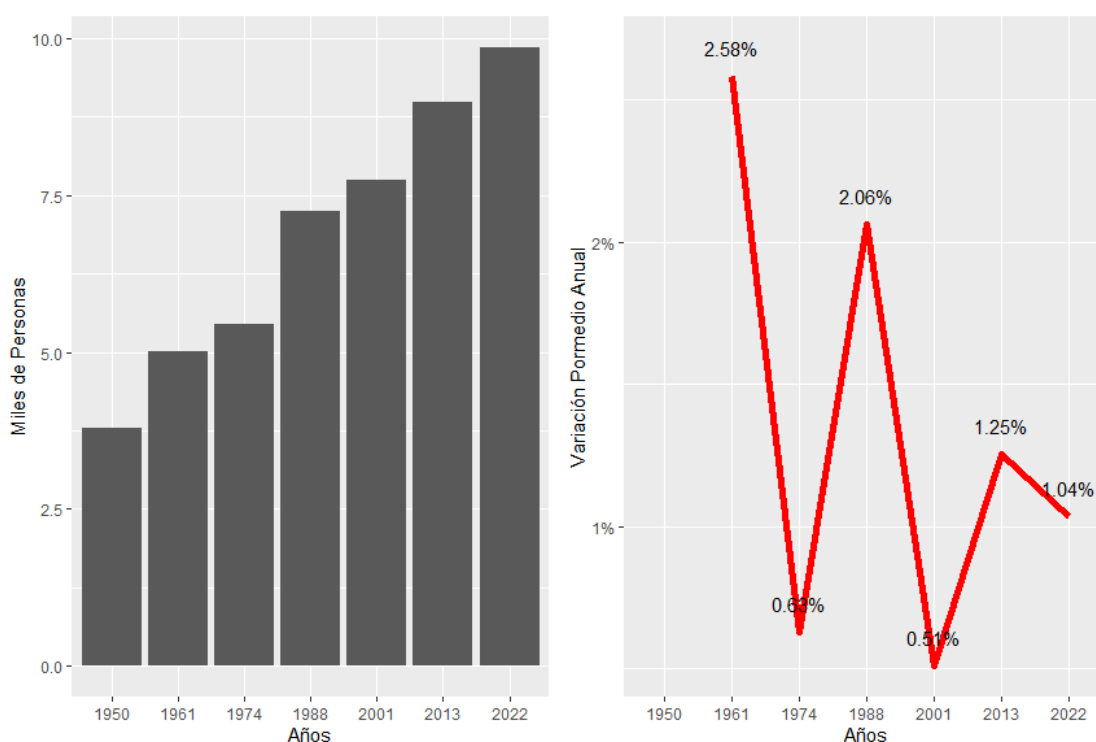 10.0
7.5
5.0
2.5
0.0
Miles de Personas
1950 1961 1974 1988 2001 2013 2022
Años
2%
1%
Variación Pormedio Anual
2.58%
0.63%
2.06%
0.51%
1.25%
1.04%
1950 1961 1974 1988 2001 2013 2022
Años